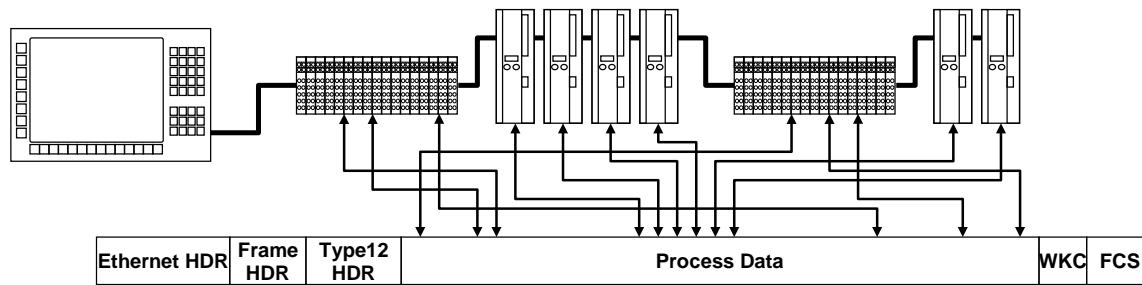 Ethernet HDR
Frame
HDR
Type12
HDR
Process Data
WKC
FCS